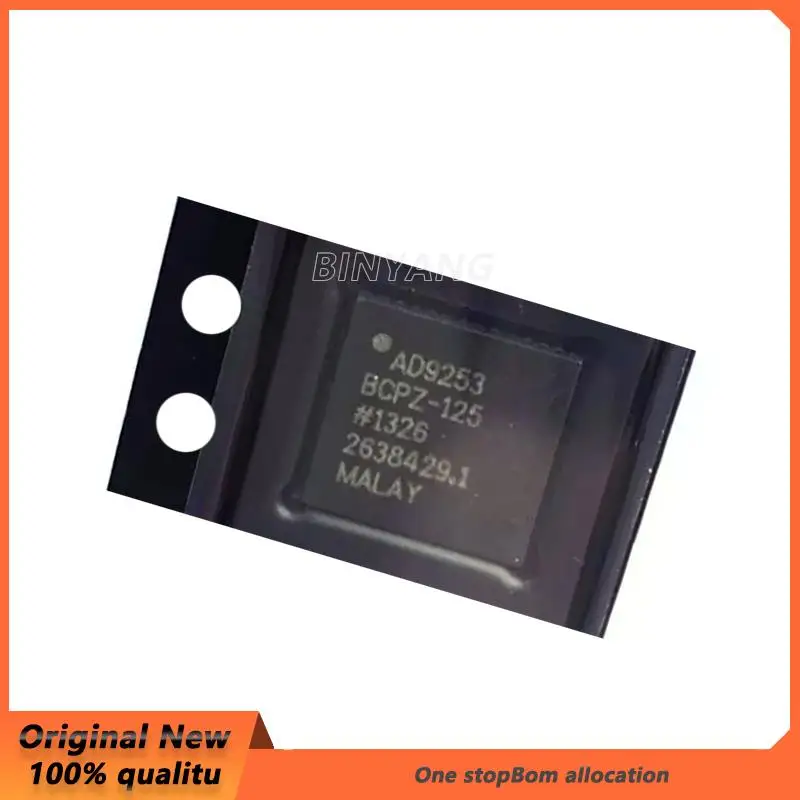 BINYANG
AD9253
BCPZ-125
#1326
2638429.1
MALAY
Original New
100% qualitu
One stopBom allocation